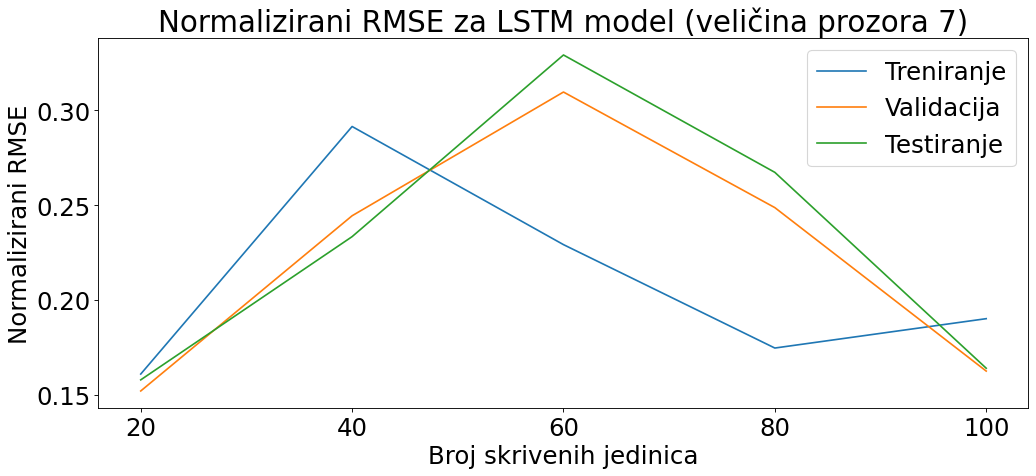 Normalizirani RMSE za LSTM model (veličina prozora 7)
Treniranje
Validacija
Testiranje
Normalizirani RMSE
0.30
0.25
0.20
0.15
20 40 60 80 100
Broj skrivenih jedinica